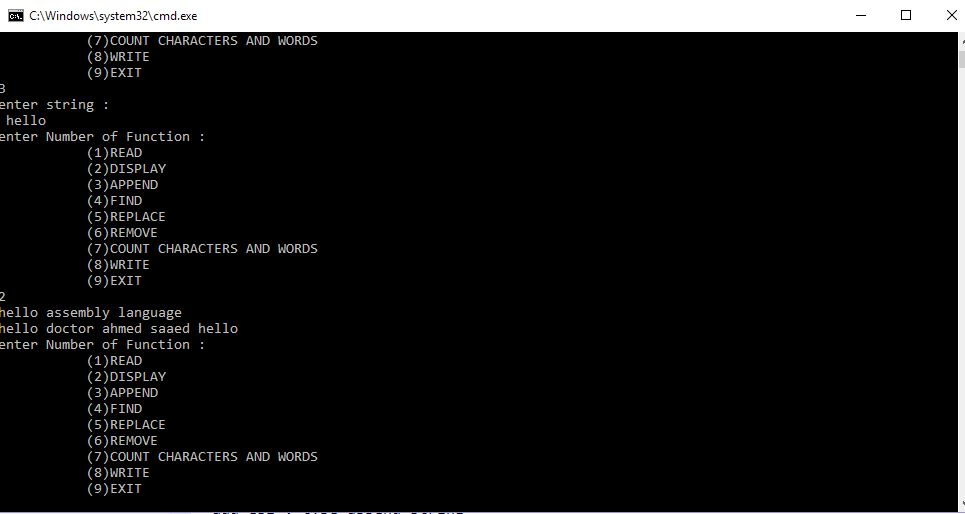 C:\Windows\system32\cmd.exe
(7)COUNT CHARACTERS AND WORDS
(8)WRITE
(9)EXIT
3
enter string :
hello
enter Number of Function :
(1)READ
(2)DISPLAY
(3)APPEND
(4)FIND
(5)REPLACE
(6)REMOVE
(7)COUNT CHARACTERS AND WORDS
(8)WRITE
(9)EXIT
2
hello assembly language
hello doctor ahmed saaed hello
enter Number of Function :
(1)READ
(2)DISPLAY
(3)APPEND
(4)FIND
(5)REPLACE
(6)REMOVE
(7)COUNT CHARACTERS AND WORDS
(8)WRITE
(9)EXIT